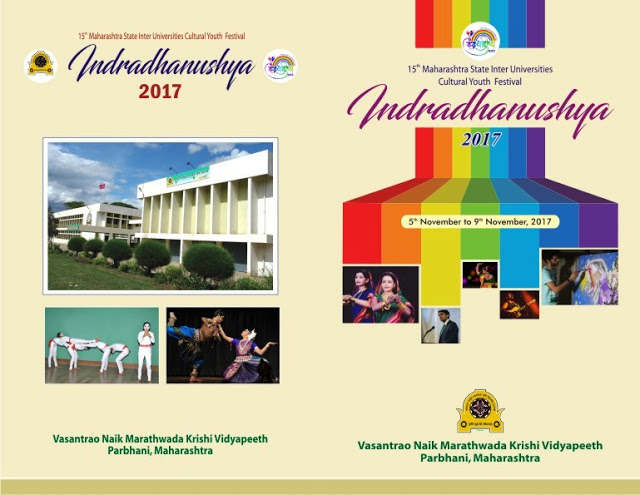 15th Maharashtra State Inter Universities Cultural Youth Festival
Indradhanushya
2017
Vasantrao Naik Marathwada Krishi Vidyapeeth
Parbhani, Maharashtra
15th Maharashtra State Inter Universities
Cultural Youth Festival
Indradhanushya
2017
5th November to 9th November, 2017
Vasantrao Naik Marathwada Krishi Vidyapeeth
Parbhani, Maharashtra